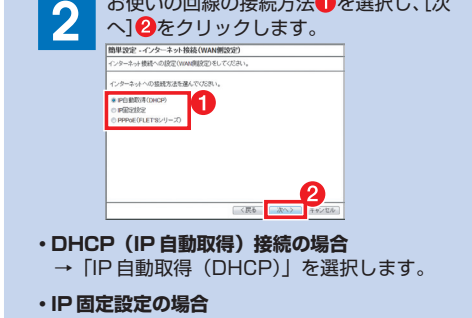 2
お使いの回線の接続方法❶を選択し、[次
へ]❷をクリックします。
簡単設定 - インターネット接続(WAN側設定)
インターネット接続への設定(WAN側設定)をしてください。
インターネットへの接続方法を選んでください。
IP自動取得(DHCP)
IP固定設定
PPPoE(FLET'Sシリーズ)
1
2
<戻る 次へ> キャンセル
・DHCP（IP 自動取得）接続の場合
→「IP 自動取得（DHCP）」を選択します。
・IP 固定設定の場合